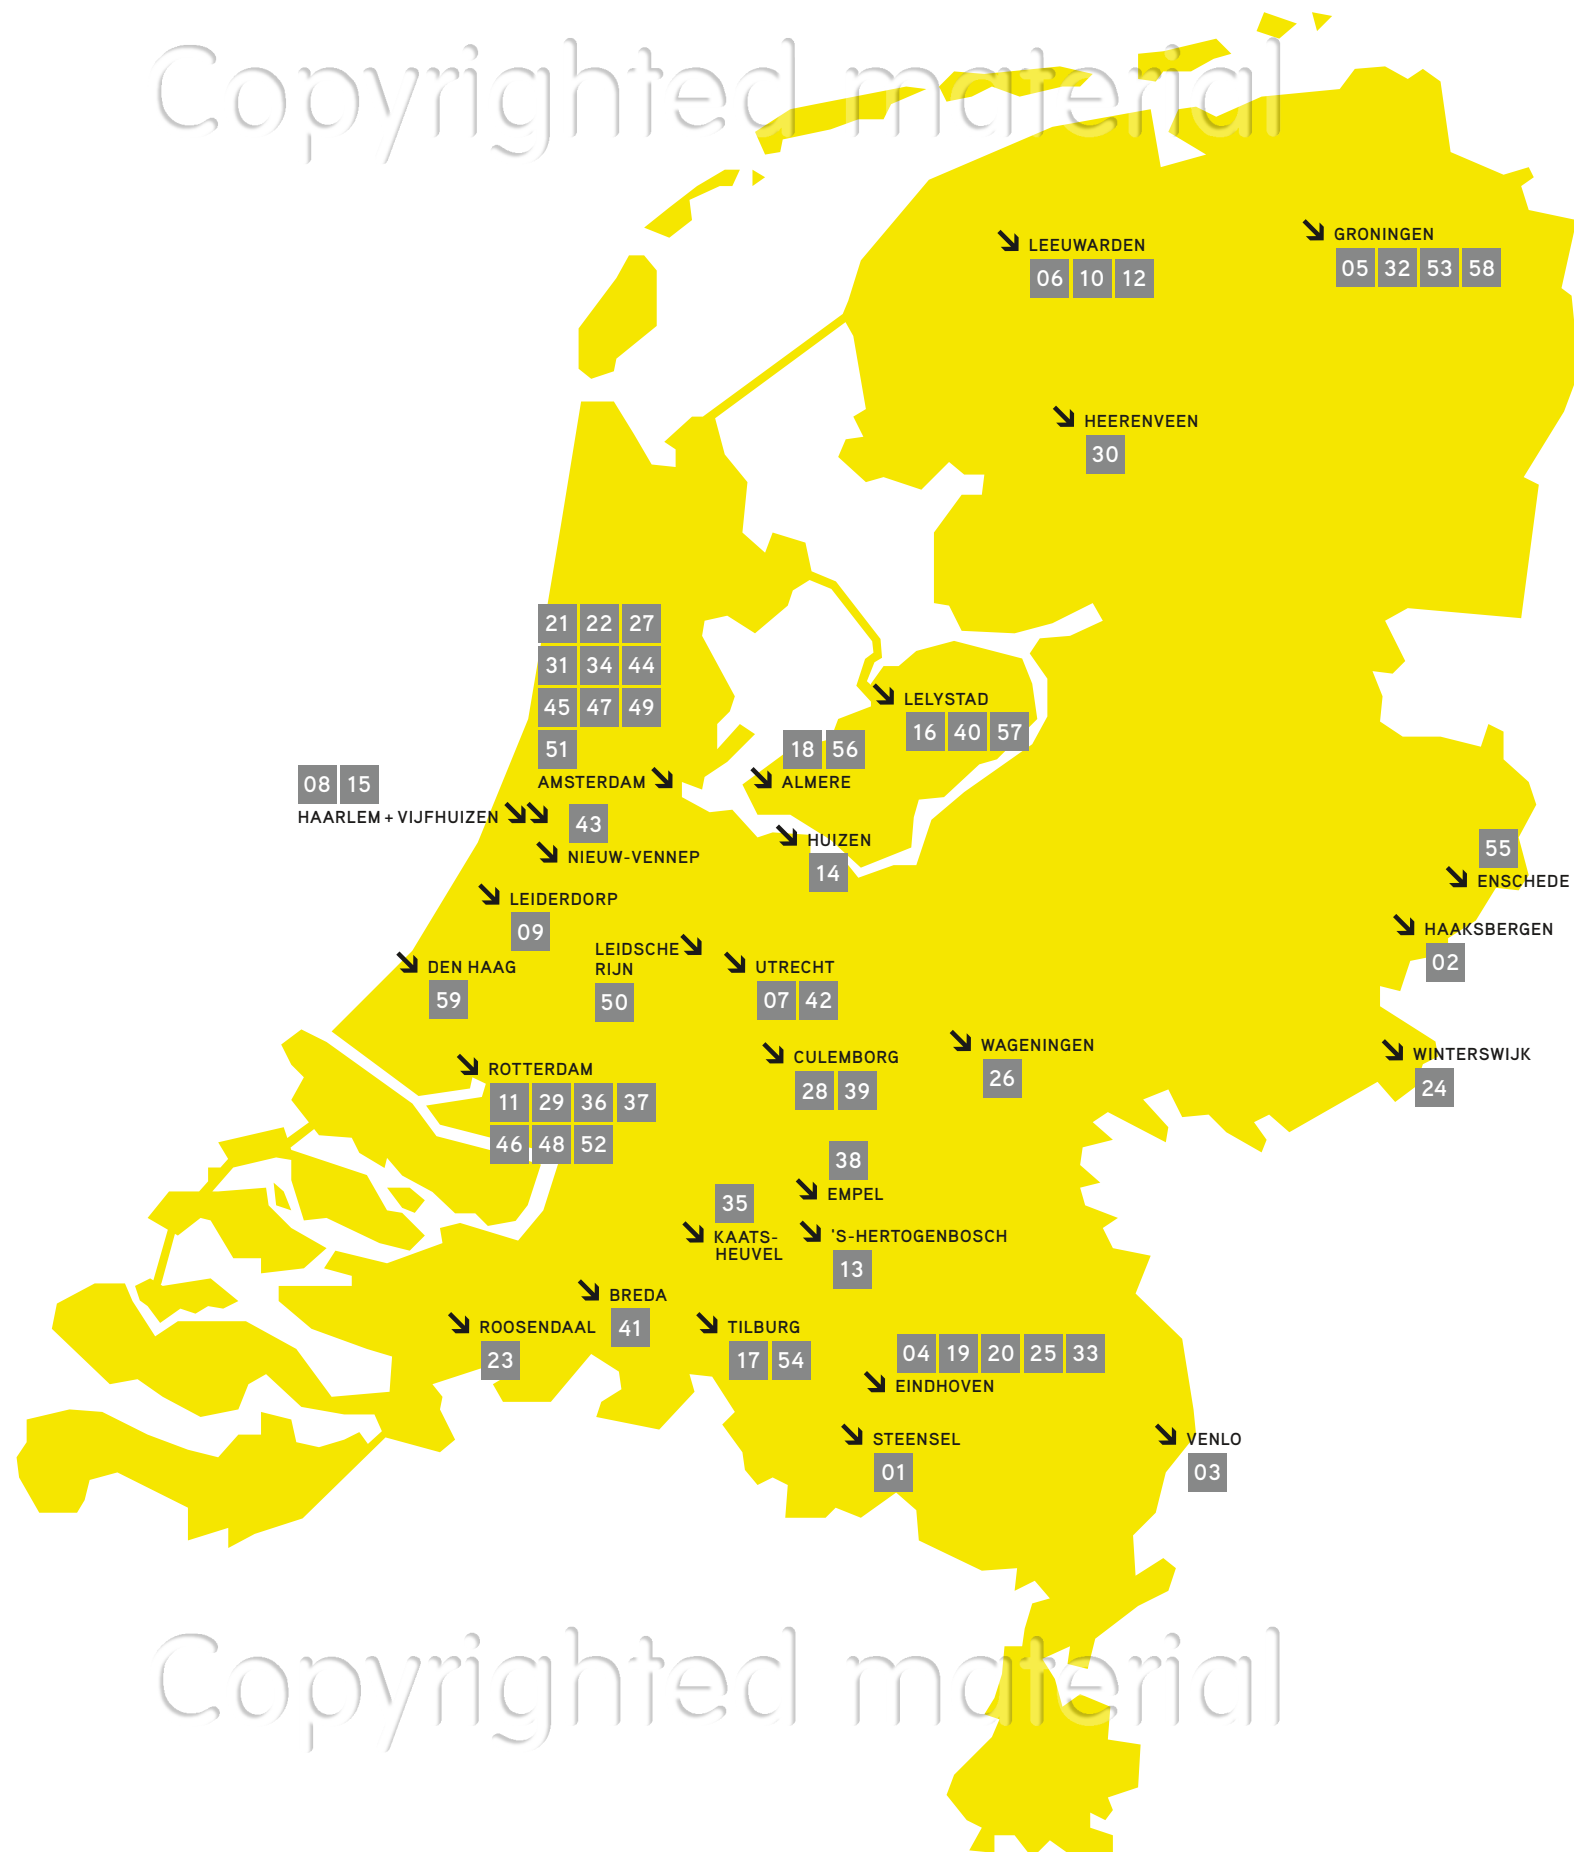 Copyrighted material
GRONINGEN
05 32 53 58
LEEUWARDEN
06 10 12
HEERENVEEN
30
21 22 27
31 34 44
45 47 49
51
AMSTERDAM
LELYSTAD
16 40 57
18 56
ALMERE
08 15
HAARLEM + VIJFHUIZEN
43
NIEUW-VENNEP
HUIZEN
14
55
ENSCHEDE
LEIDERDORP
09
HAAKSBERGEN
02
DEN HAAG
59
LEIDSCHE
RIJN
50
UTRECHT
07 42
ROTTERDAM
11 29 36 37
46 48 52
CULEMBORG
28 39
WAGENINGEN
26
WINTERSWIJK
24
38
EMPEL
35
KAATS-
HEUVEL
'S-HERTOGENBOSCH
13
BREDA
41
ROOSENDAAL
23
TILBURG
17 54
04 19 20 25 33
EINDHOVEN
STEENSEL
01
VENLO
03
Copyrighted material